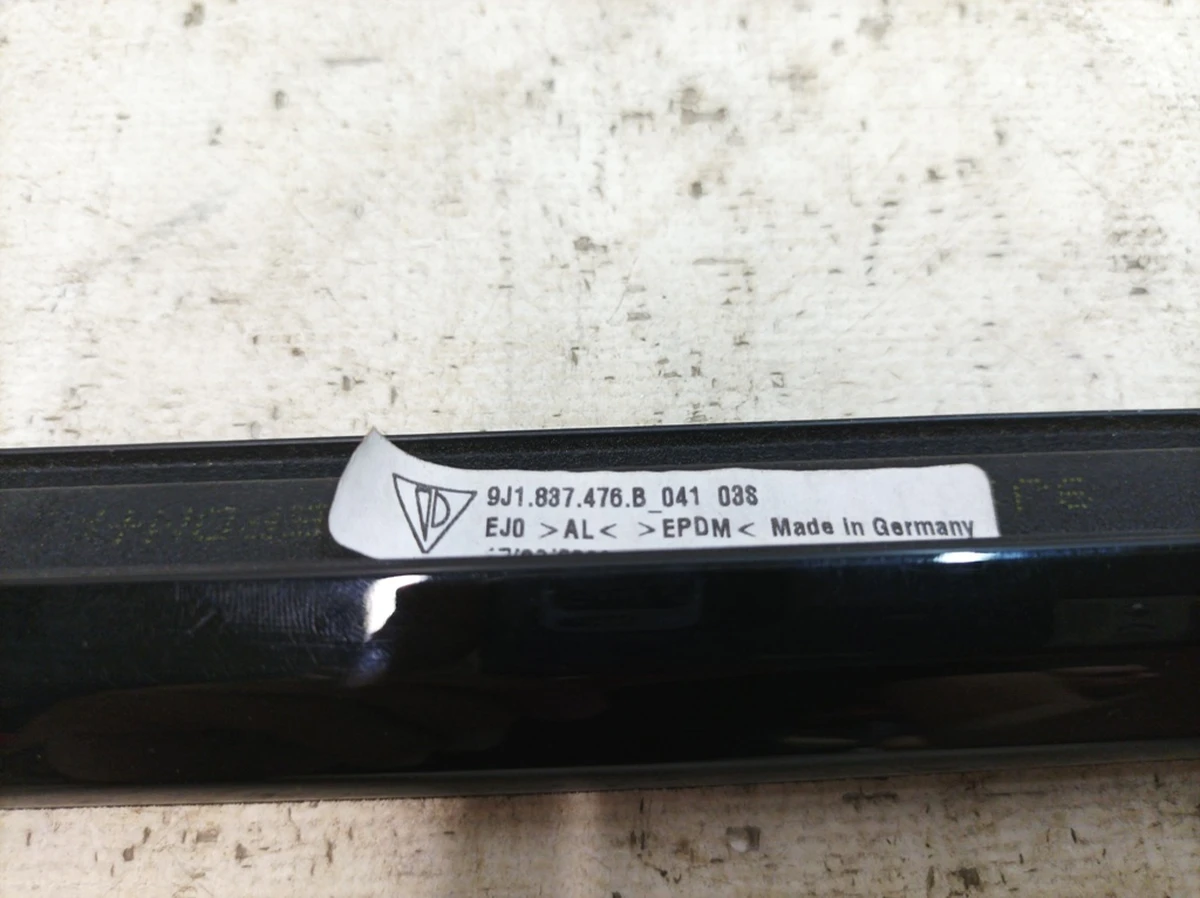 9J1.837.476.B_041 03S
EJ0 >AL< >EPDM< Made in Germany